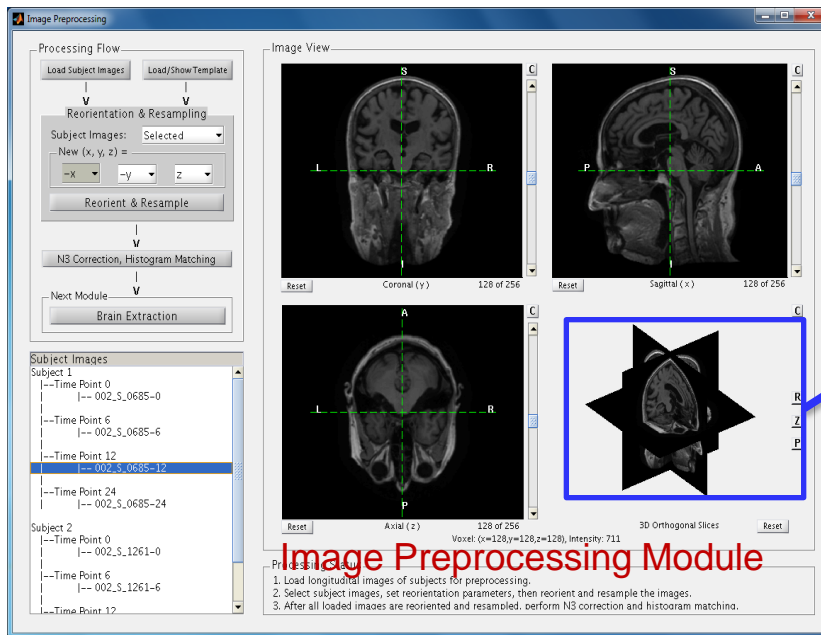 Image Preprocessing
Processing Flow
Load Subject Images Load/Show Template
Reorientation & Resampling
Subject Images: Selected
New (x, y, z) =
-x -y z
Reorient & Resample
N3 Correction, Histogram Matching
Next Module
Brain Extraction
Subject Images
Subject 1
|--Time Point 0
| |-- 002_S_0685-0
|
|--Time Point 6
| |-- 002_S_0685-6
|
|--Time Point 12
| |-- 002_S_0685-12
|
|--Time Point 24
| |-- 002_S_0685-24
Subject 2
|--Time Point 0
| |-- 002_S_1261-0
|
|--Time Point 6
| |-- 002_S_1261-6
|
|--Time Point 12
Image View
C
S
L R
I
Reset Coronal (y) 128 of 256
C
S
P A
I
Reset Sagittal (x) 128 of 256
C
A
L R
P
Reset Axial (z) 128 of 256
C
R
Z
P
3D Orthogonal Slices Reset
Voxel: (x=128,y=128,z=128), Intensity: 711
Image Preprocessing Module
Processing Status
1. Load longitudital images of subjects for preprocessing.
2. Select subject images, set reorientation parameters, then reorient and resample the images.
3. After all loaded images are reoriented and resampled, perform N3 correction and histogram matching.